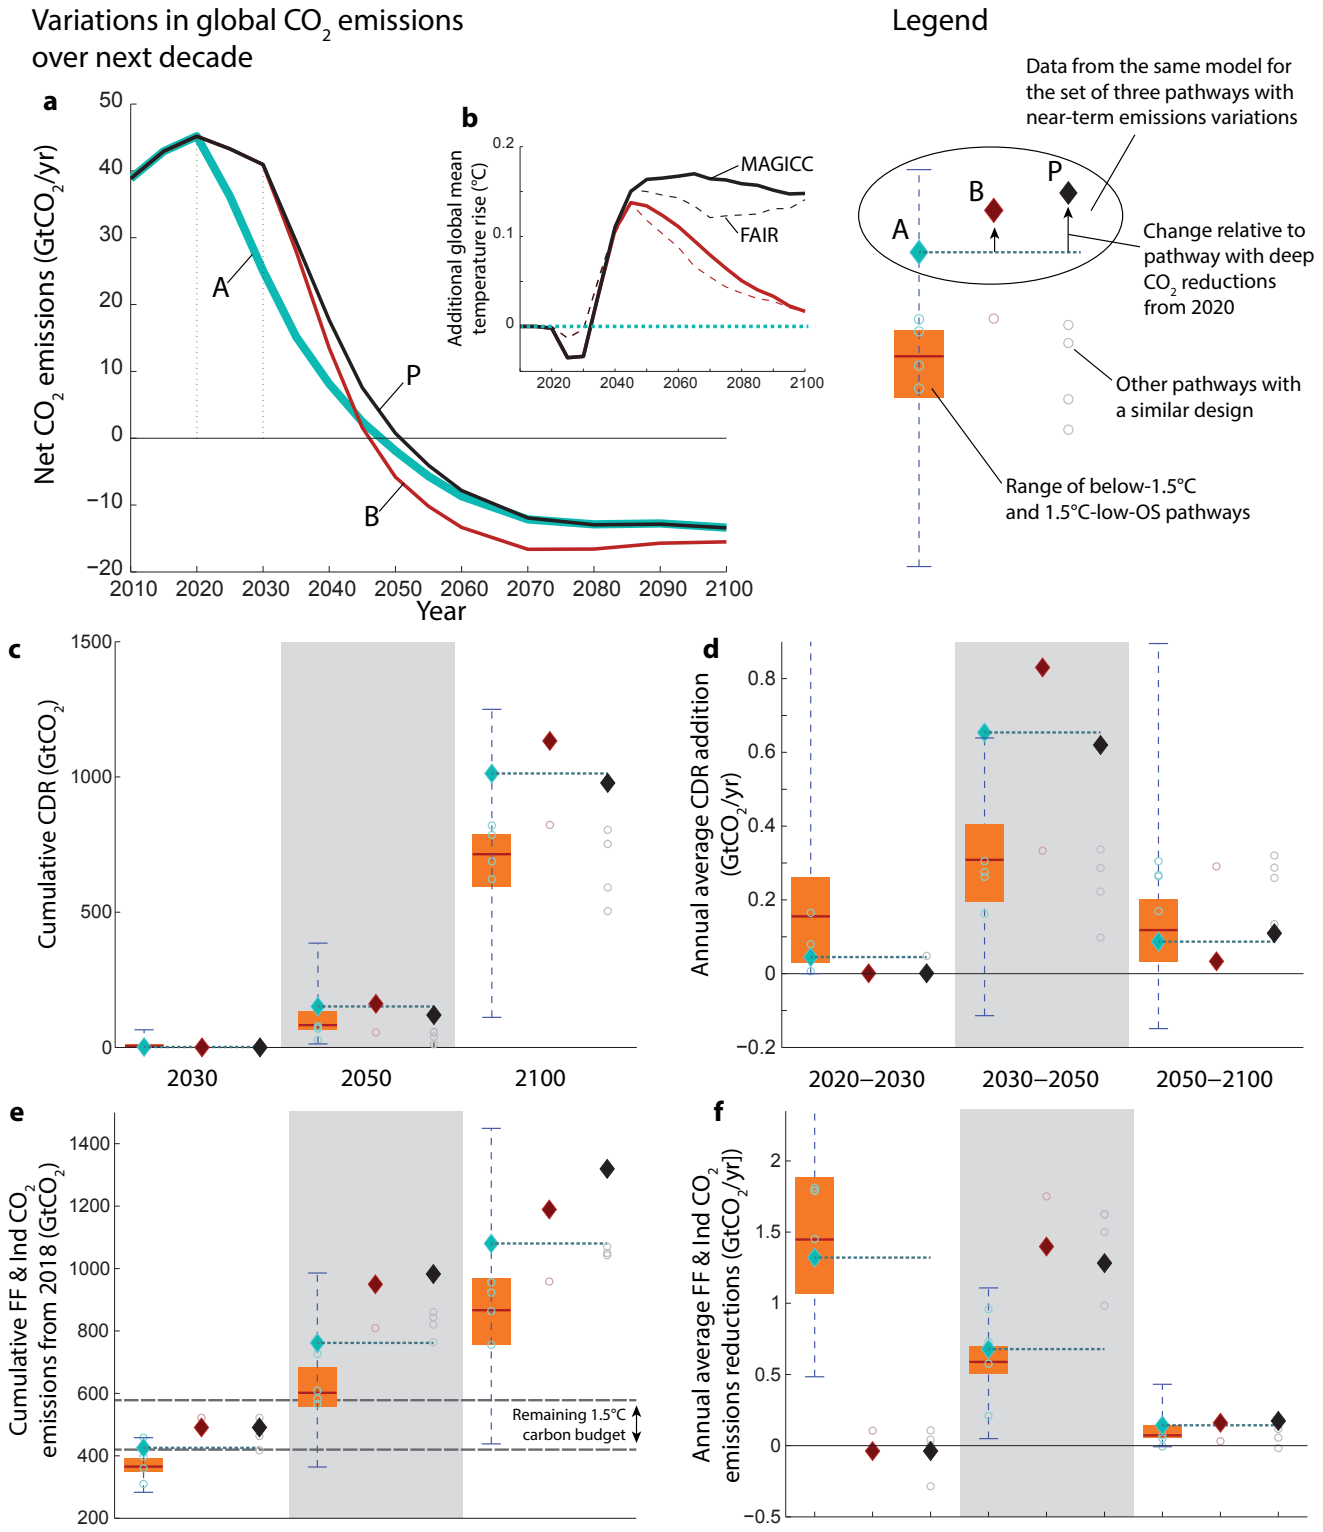 Variations in global CO₂ emissions
over next decade
Legend
Data from the same model for
the set of three pathways with
near-term emissions variations
A
B
P
Change relative to
pathway with deep
CO₂ reductions
from 2020
Other pathways with
a similar design
Range of below-1.5°C
and 1.5°C-low-OS pathways
a
Net CO₂ emissions (GtCO₂/yr)
50
40
30
20
10
0
−10
−20
A
P
B
2010 2020 2030 2040 2050 2060 2070 2080 2090 2100
Year
b
Additional global mean
temperature rise (°C)
0.2
0.1
0
MAGICC
FAIR
2020 2040 2060 2080 2100
c
Cumulative CDR (GtCO₂)
1500
1000
500
0
2030 2050 2100
d
Annual average CDR addition
(GtCO₂/yr)
0.8
0.6
0.4
0.2
0
−0.2
2020−2030 2030−2050 2050−2100
e
Cumulative FF & Ind CO₂
emissions from 2018 (GtCO₂)
1400
1200
1000
800
600
400
200
Remaining 1.5°C
carbon budget
f
Annual average FF & Ind CO₂
emissions reductions (GtCO₂/yr])
2
1.5
1
0.5
0
−0.5